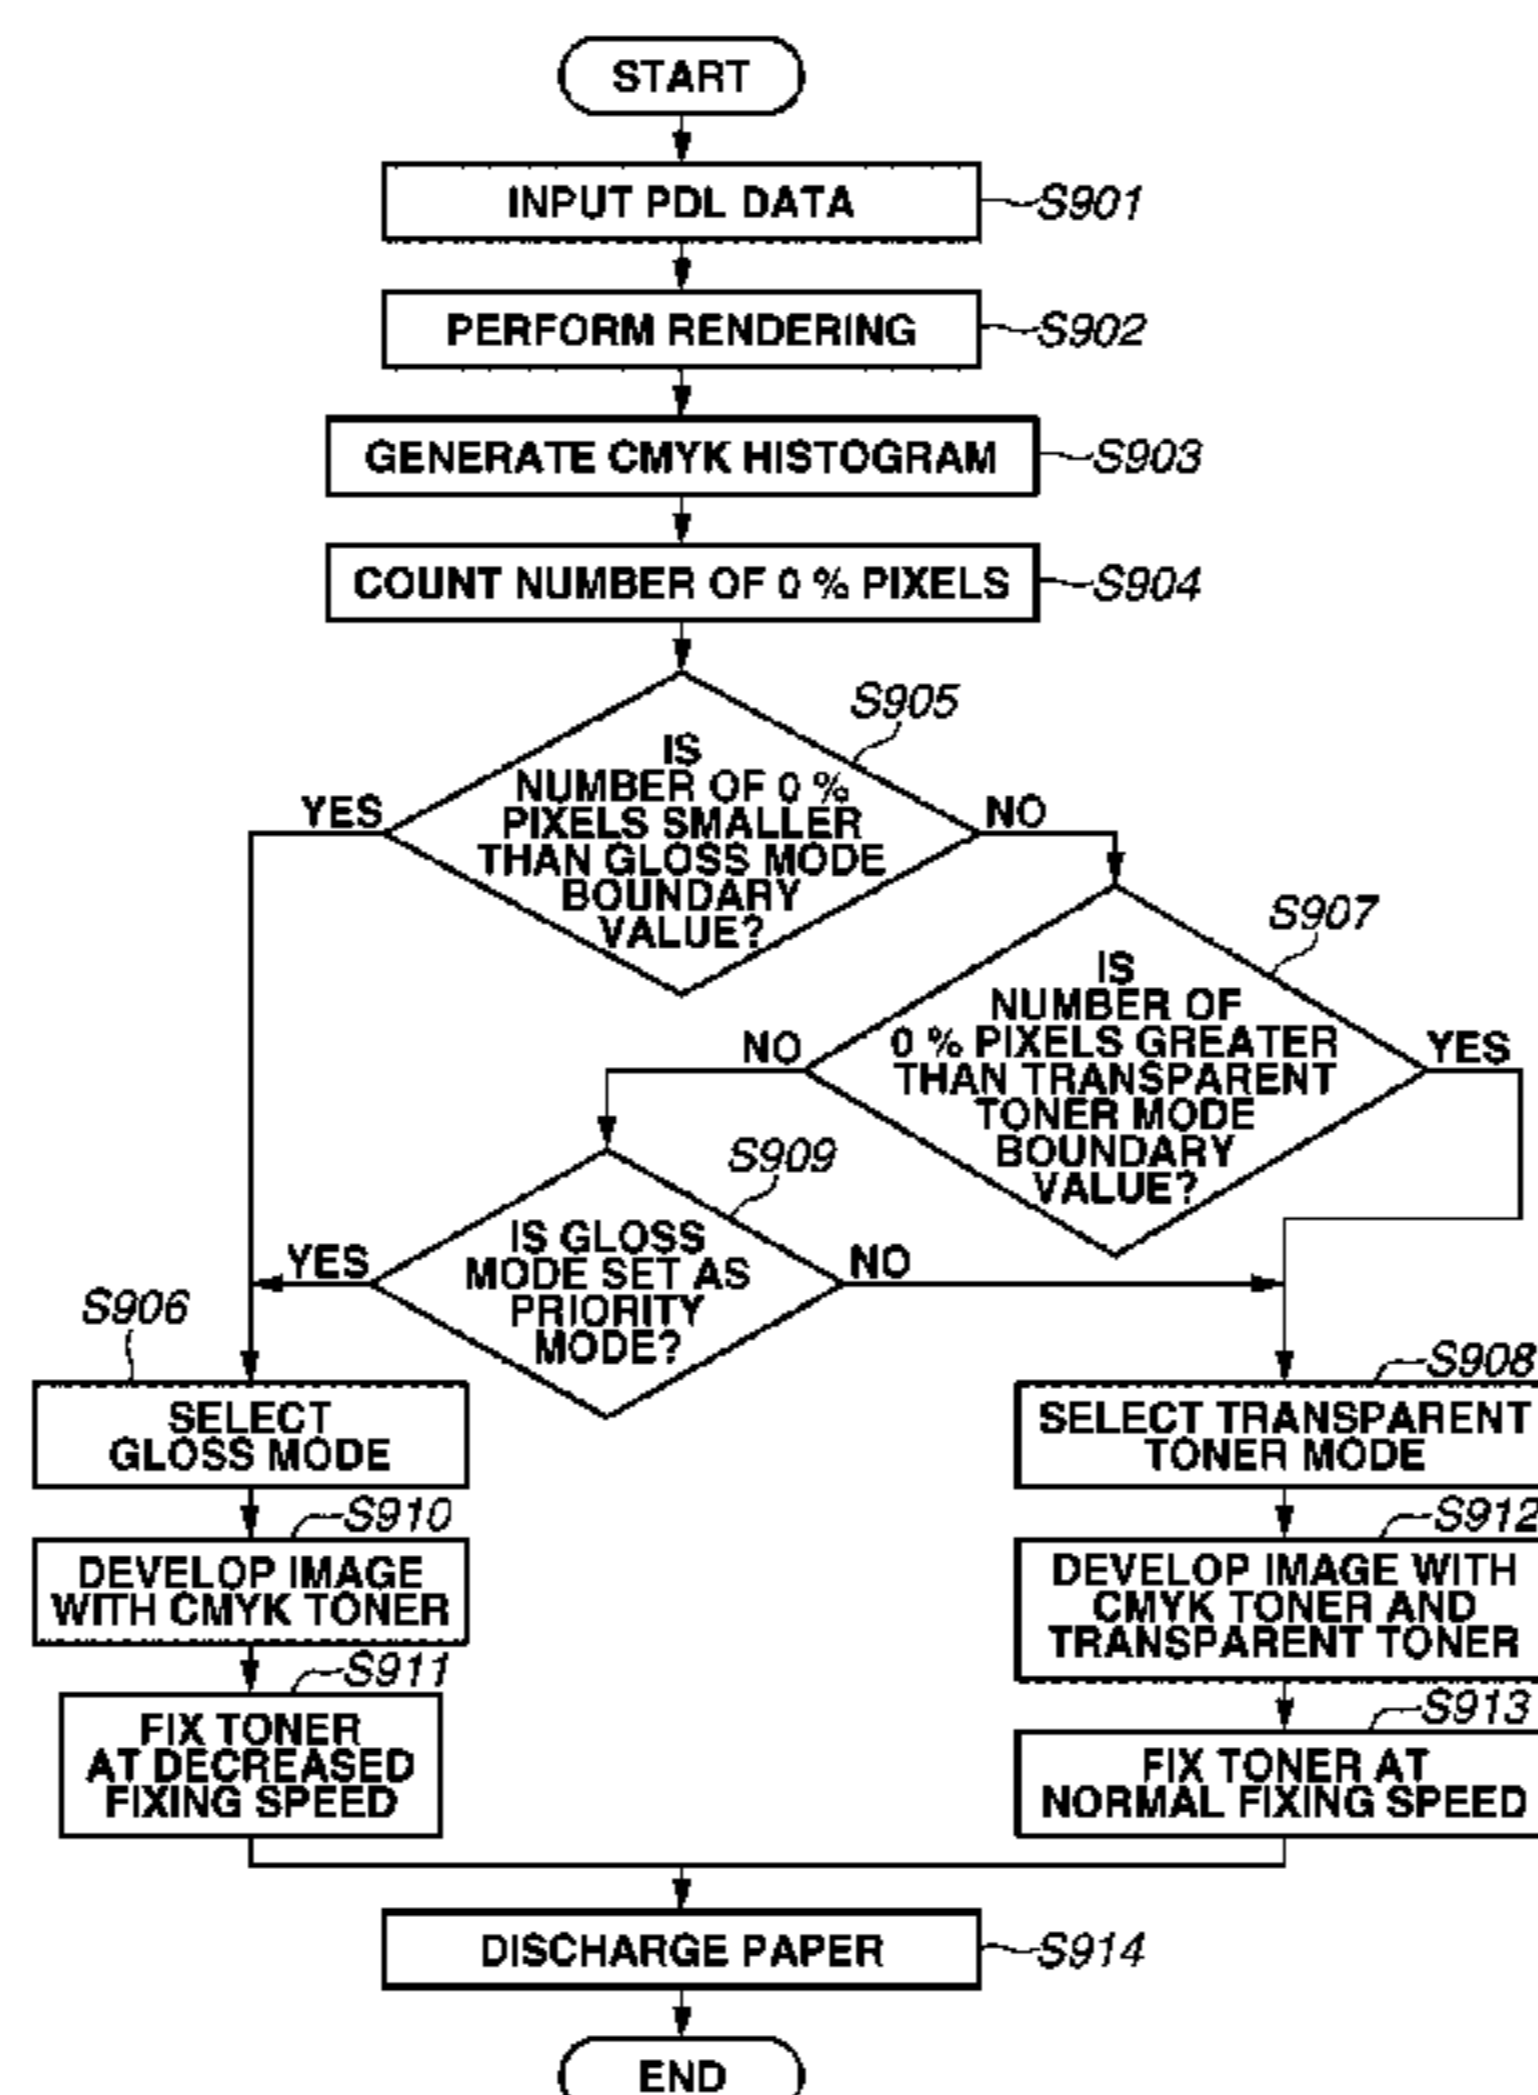 START
INPUT PDL DATA
S901
PERFORM RENDERING
S902
GENERATE CMYK HISTOGRAM
S903
COUNT NUMBER OF 0 % PIXELS
S904
S905
IS
NUMBER OF 0 %
PIXELS SMALLER
THAN GLOSS MODE
BOUNDARY
VALUE?
YES
NO
S907
IS
NUMBER OF
0 % PIXELS GREATER
THAN TRANSPARENT
TONER MODE
BOUNDARY
VALUE?
NO
YES
S909
IS GLOSS
MODE SET AS
PRIORITY
MODE?
YES
NO
S906
SELECT
GLOSS MODE
S908
SELECT TRANSPARENT
TONER MODE
S910
DEVELOP IMAGE
WITH CMYK TONER
S912
DEVELOP IMAGE WITH
CMYK TONER AND
TRANSPARENT TONER
S911
FIX TONER
AT DECREASED
FIXING SPEED
S913
FIX TONER AT
NORMAL FIXING SPEED
DISCHARGE PAPER
S914
END